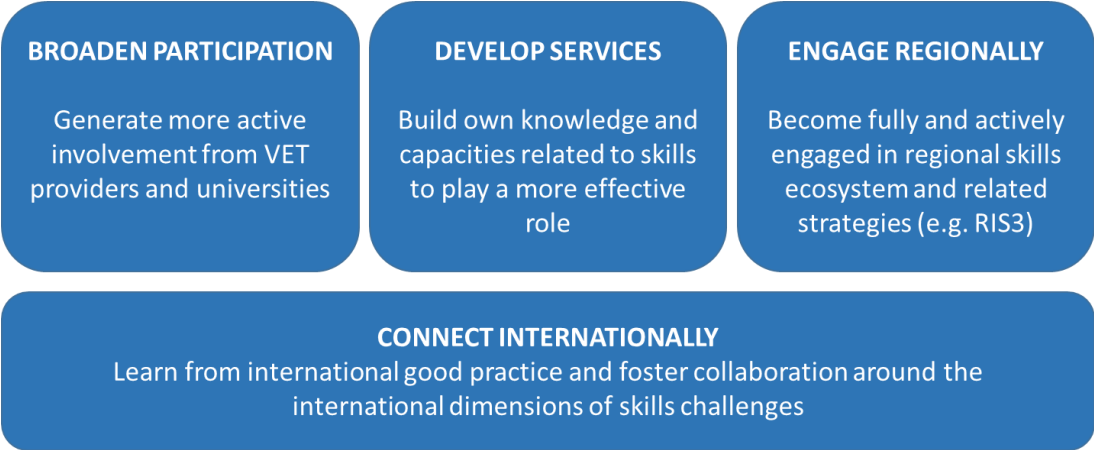 BROADEN PARTICIPATION
Generate more active
involvement from VET
providers and universities
DEVELOP SERVICES
Build own knowledge and
capacities related to skills
to play a more effective
role
ENGAGE REGIONALLY
Become fully and actively
engaged in regional skills
ecosystem and related
strategies (e.g. RIS3)
CONNECT INTERNATIONALLY
Learn from international good practice and foster collaboration around the
international dimensions of skills challenges